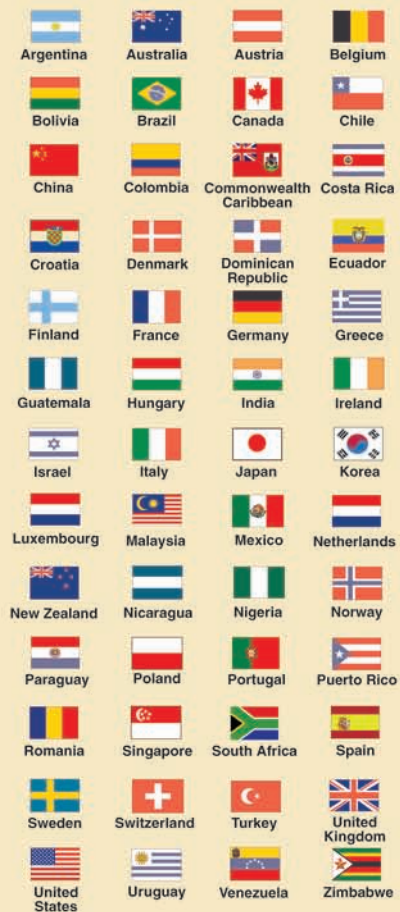 Argentina Australia Austria Belgium
Bolivia Brazil Canada Chile
China Colombia Commonwealth Caribbean Costa Rica
Croatia Denmark Dominican Republic Ecuador
Finland France Germany Greece
Guatemala Hungary India Ireland
Israel Italy Japan Korea
Luxembourg Malaysia Mexico Netherlands
New Zealand Nicaragua Nigeria Norway
Paraguay Poland Portugal Puerto Rico
Romania Singapore South Africa Spain
Sweden Switzerland Turkey United Kingdom
United States Uruguay Venezuela Zimbabwe